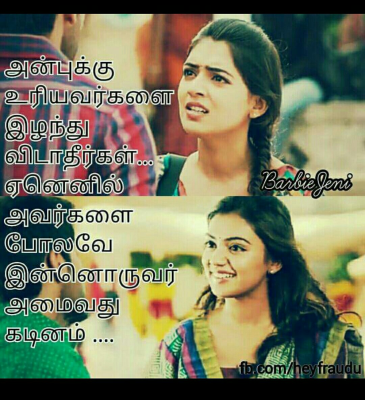 அன்புக்கு
உரியவர்களை
இழந்து
விடாதீர்கள்...
ஏனெனில்
BarbieJeni
அவர்களை
போலவே
இன்னொருவர்
அமைவது
கடினம் ....
fb.com/heyfraudu